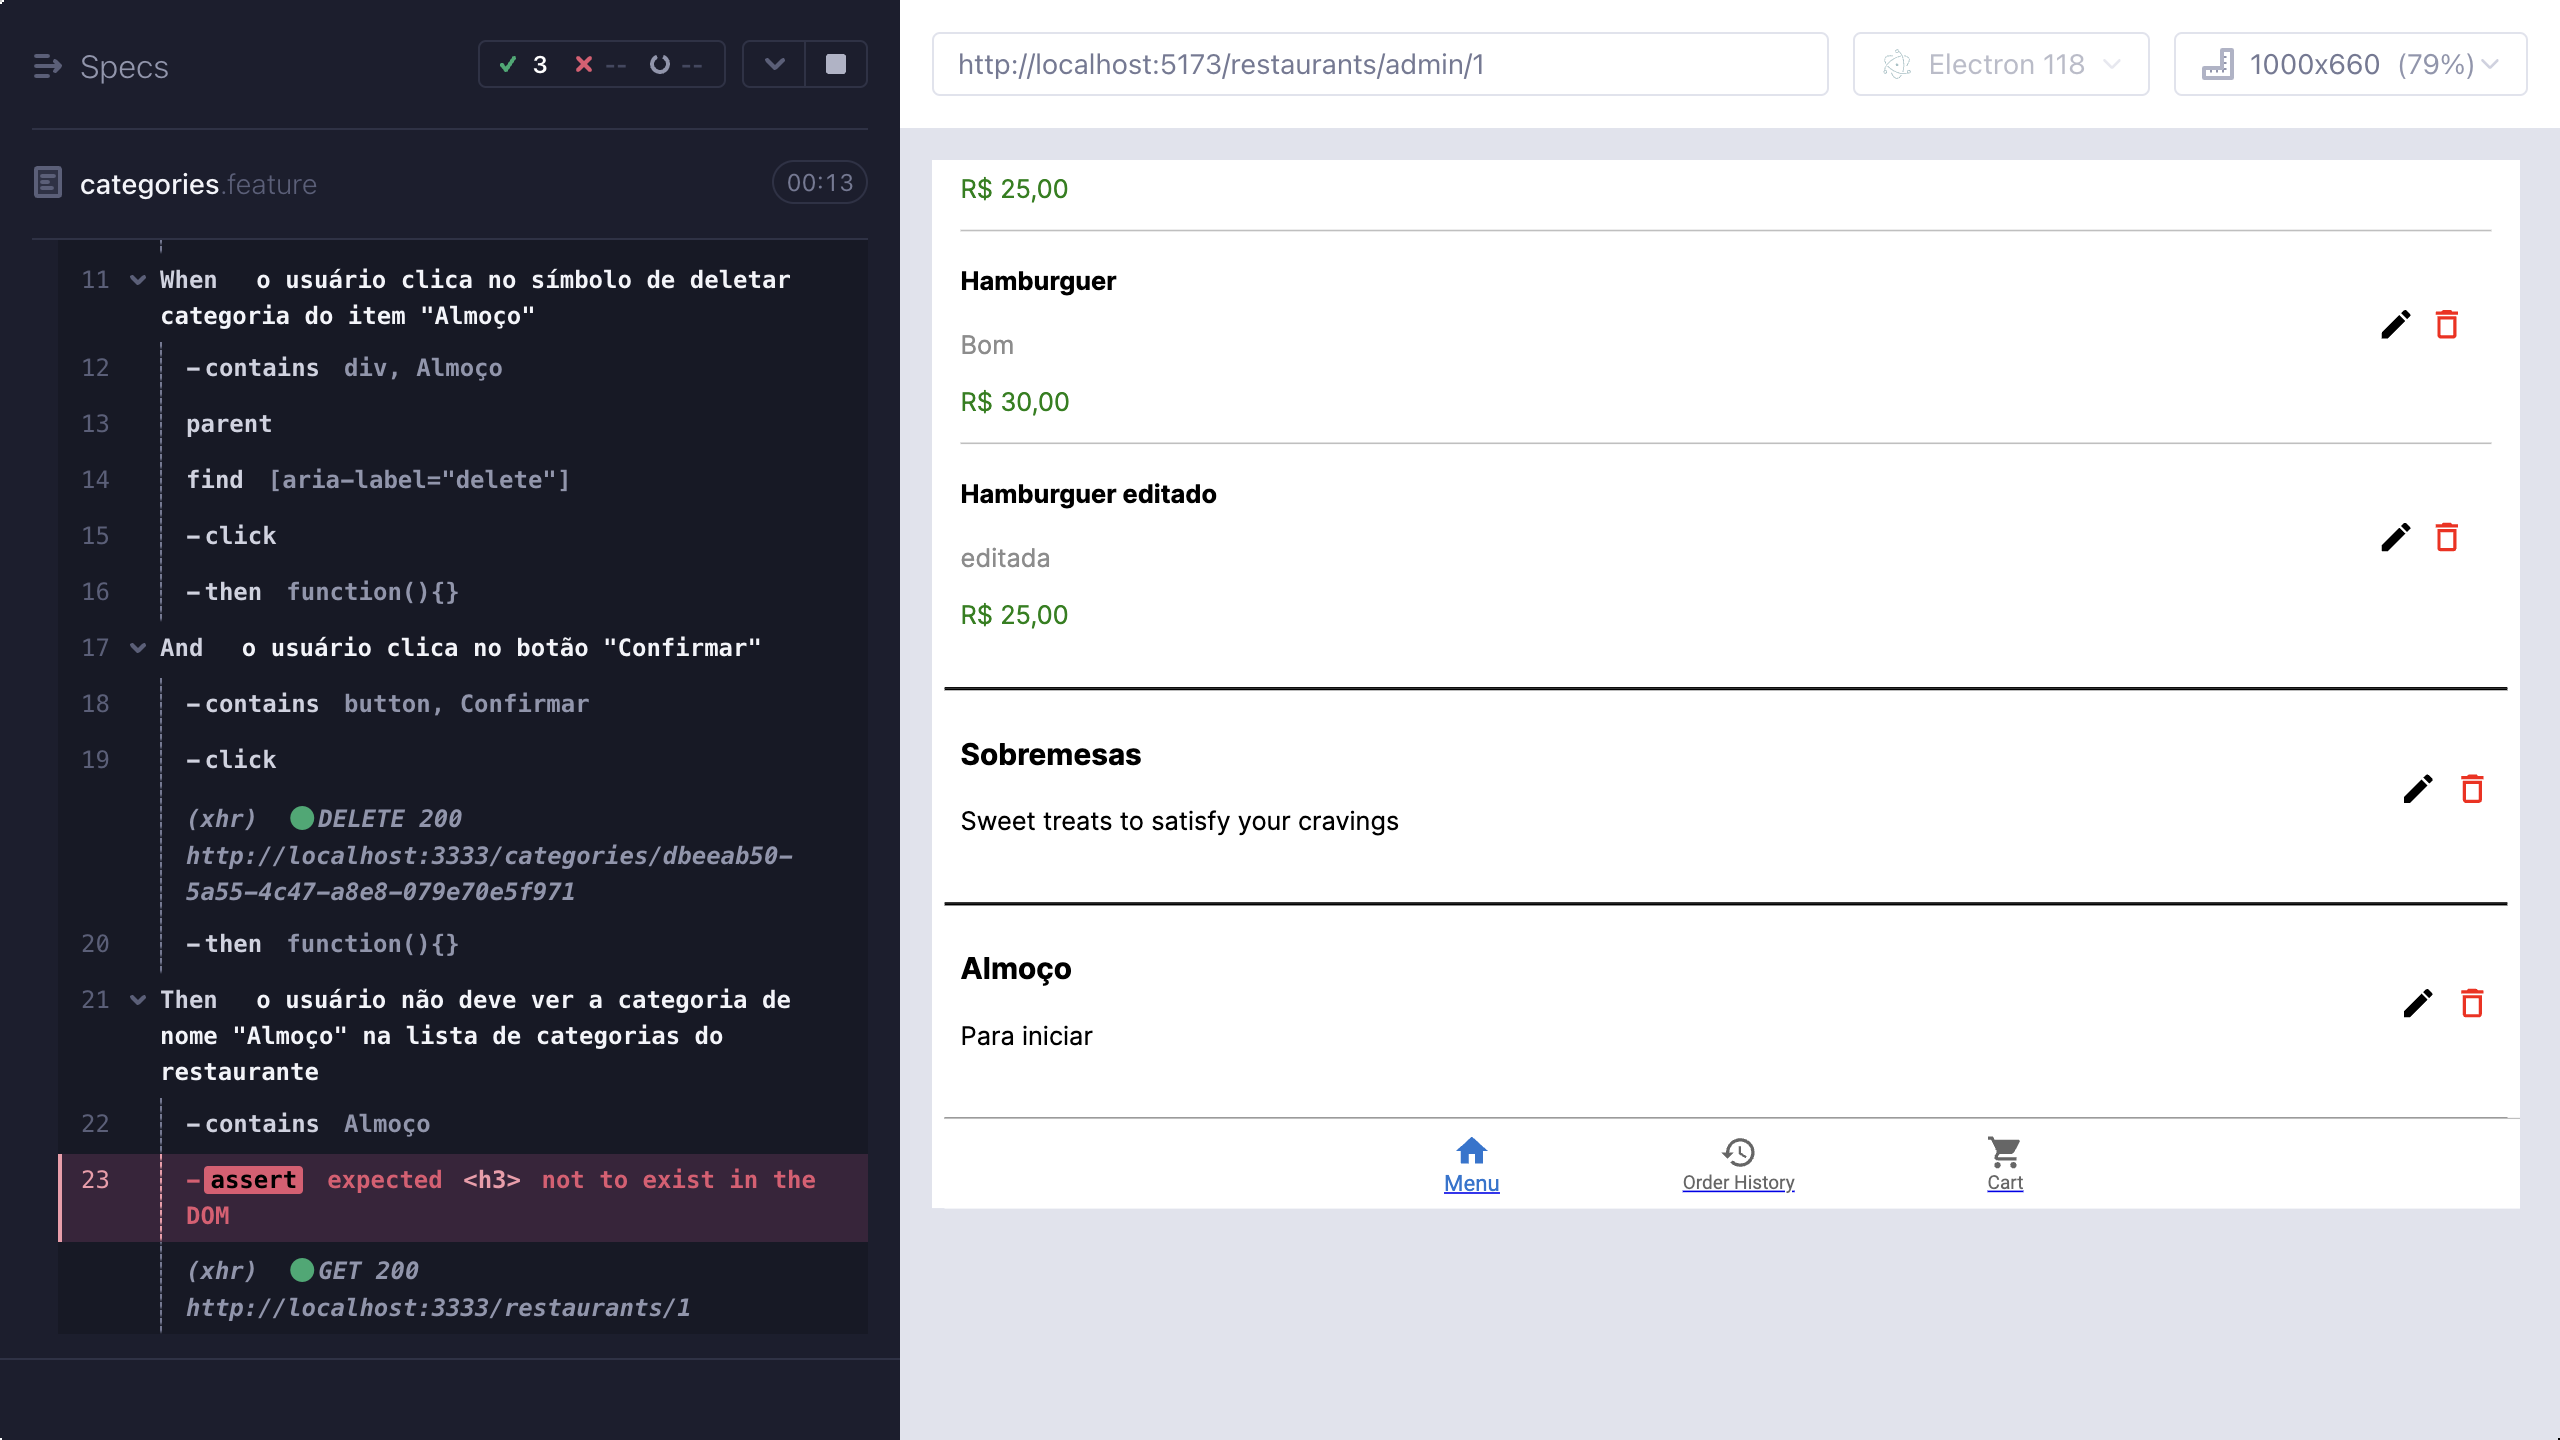 Specs
3 -- --
categories.feature
00:13
11 When o usuário clica no símbolo de deletar
categoria do item "Almoço"
12 -contains div, Almoço
13 parent
14 find [aria-label="delete"]
15 -click
16 -then function(){}
17 And o usuário clica no botão "Confirmar"
18 -contains button, Confirmar
19 -click
(xhr) DELETE 200
http://localhost:3333/categories/dbeeab50-
5a55-4c47-a8e8-079e70e5f971
20 -then function(){}
21 Then o usuário não deve ver a categoria de
nome "Almoço" na lista de categorias do
restaurante
22 -contains Almoço
23 -assert expected <h3> not to exist in the
DOM
(xhr) GET 200
http://localhost:3333/restaurants/1
http://localhost:5173/restaurants/admin/1
Electron 118
1000x660 (79%)
R$ 25,00
Hamburguer
Bom
R$ 30,00
Hamburguer editado
editada
R$ 25,00
Sobremesas
Sweet treats to satisfy your cravings
Almoço
Para iniciar
Menu
Order History
Cart